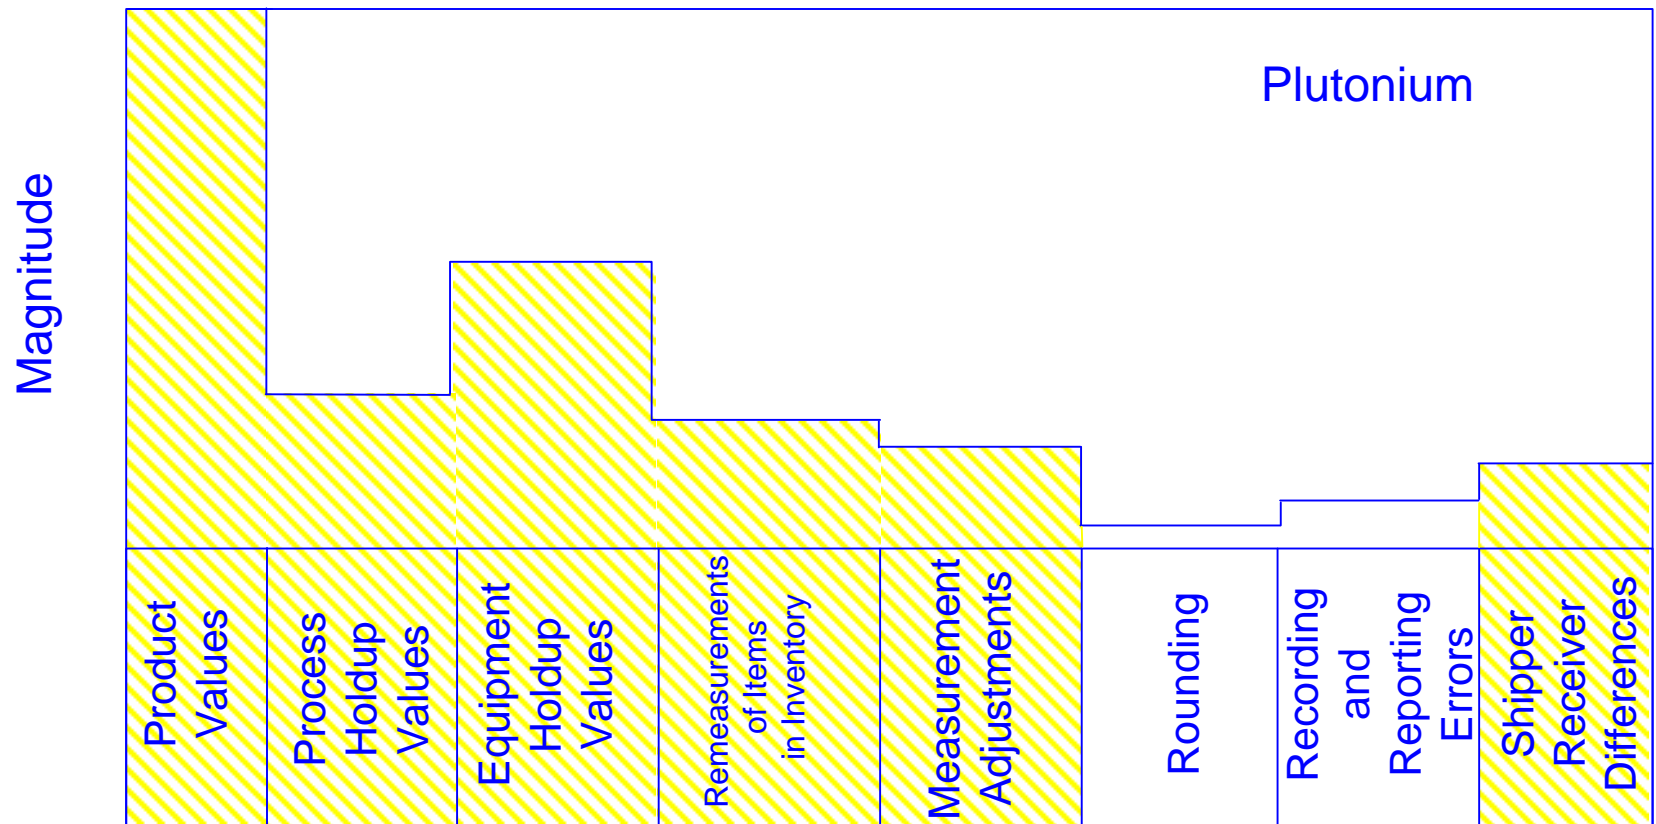 Plutonium
Magnitude
Product
Values
Process
Holdup
Values
Equipment
Holdup
Values
Remeasurements
of Items
in Inventory
Measurement
Adjustments
Rounding
Recording
and
Reporting
Errors
Shipper
Receiver
Differences